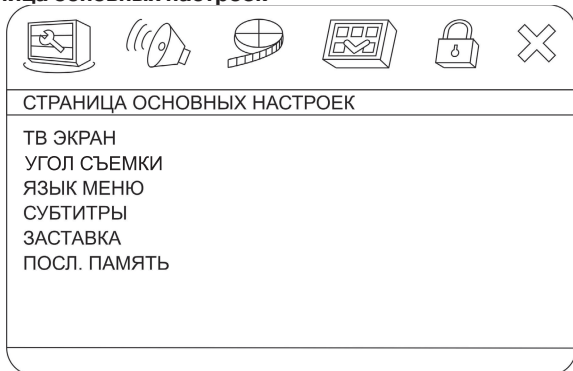 СТРАНИЦА ОСНОВНЫХ НАСТРОЕК
ТВ ЭКРАН
УГОЛ СЪЕМКИ
ЯЗЫК МЕНЮ
СУБТИТРЫ
ЗАСТАВКА
ПОСЛ. ПАМЯТЬ